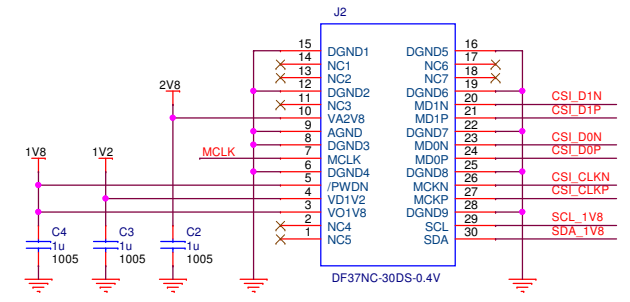 J2
15 DGND1 DGND5 16
14 NC1 NC6 17
13 NC2 NC7 18
12 DGND2 DGND6 19
11 NC3 MD1N 20 CSI_D1N
10 VA2V8 MD1P 21 CSI_D1P
9 AGND DGND7 22
8 DGND3 MD0N 23 CSI_D0N
MCLK 7 MCLK MD0P 24 CSI_D0P
6 DGND4 DGND8 25
5 /PWDN MCKN 26 CSI_CLKN
4 VD1V2 MCKP 27 CSI_CLKP
3 VO1V8 DGND9 28
2 NC4 SCL 29 SCL_1V8
1 NC5 SDA 30 SDA_1V8
DF37NC-30DS-0.4V
2V8
1V8 1V2
C4 C3 C2
1u 1u 1u
1005 1005 1005